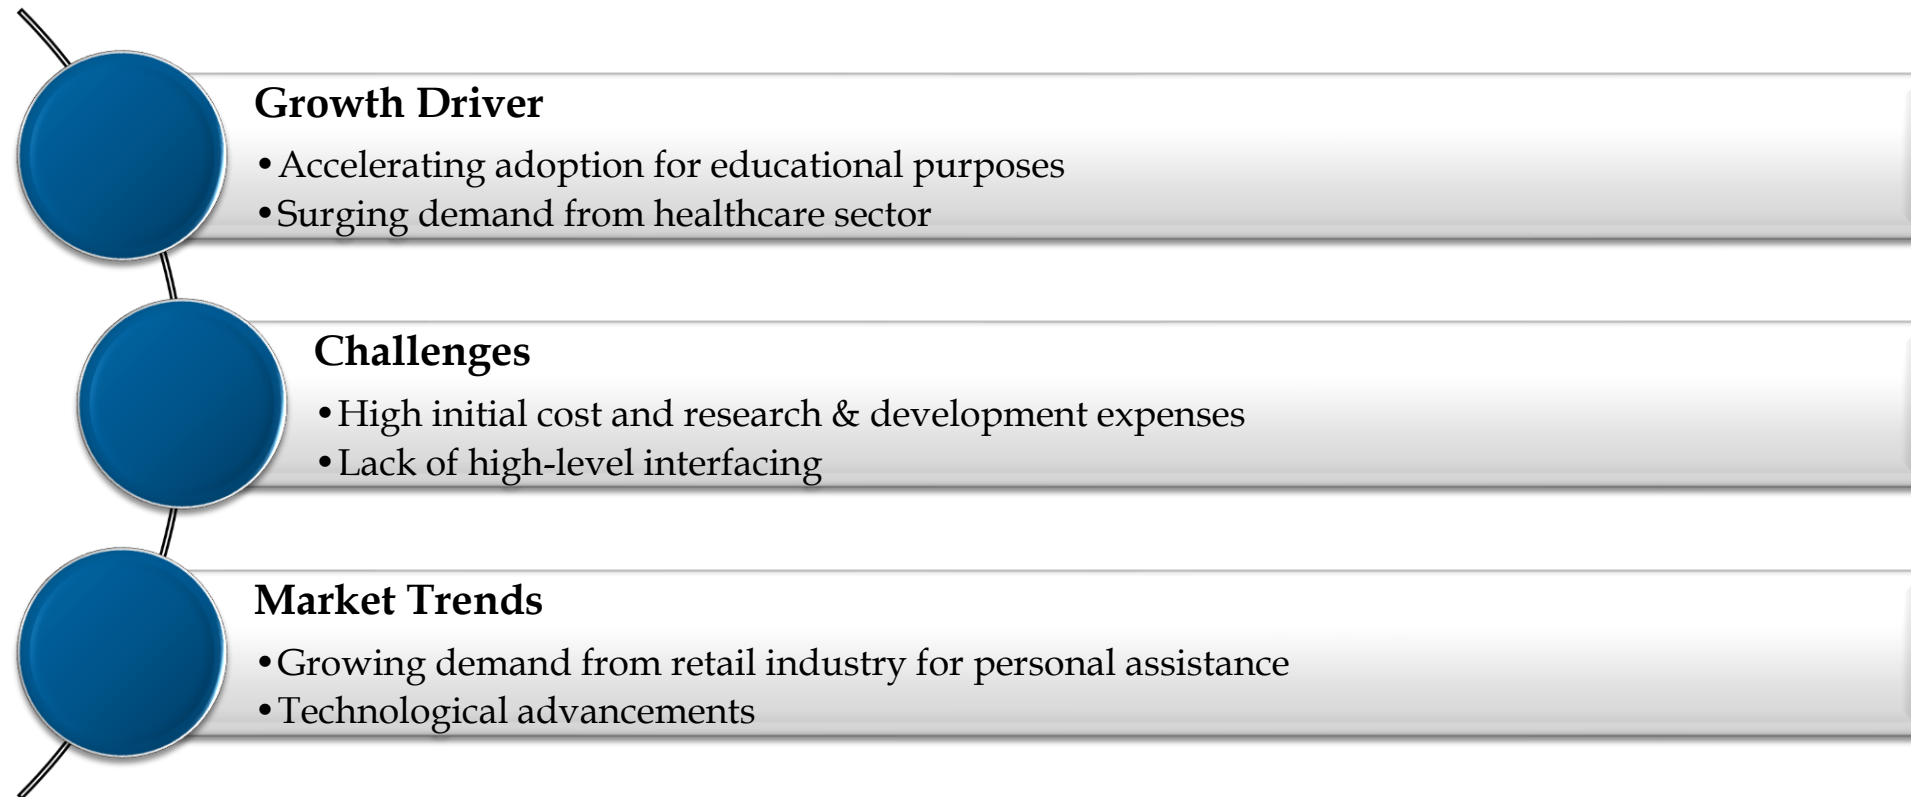 Growth Driver
•Accelerating adoption for educational purposes
•Surging demand from healthcare sector
Challenges
•High initial cost and research & development expenses
•Lack of high-level interfacing
Market Trends
•Growing demand from retail industry for personal assistance
•Technological advancements